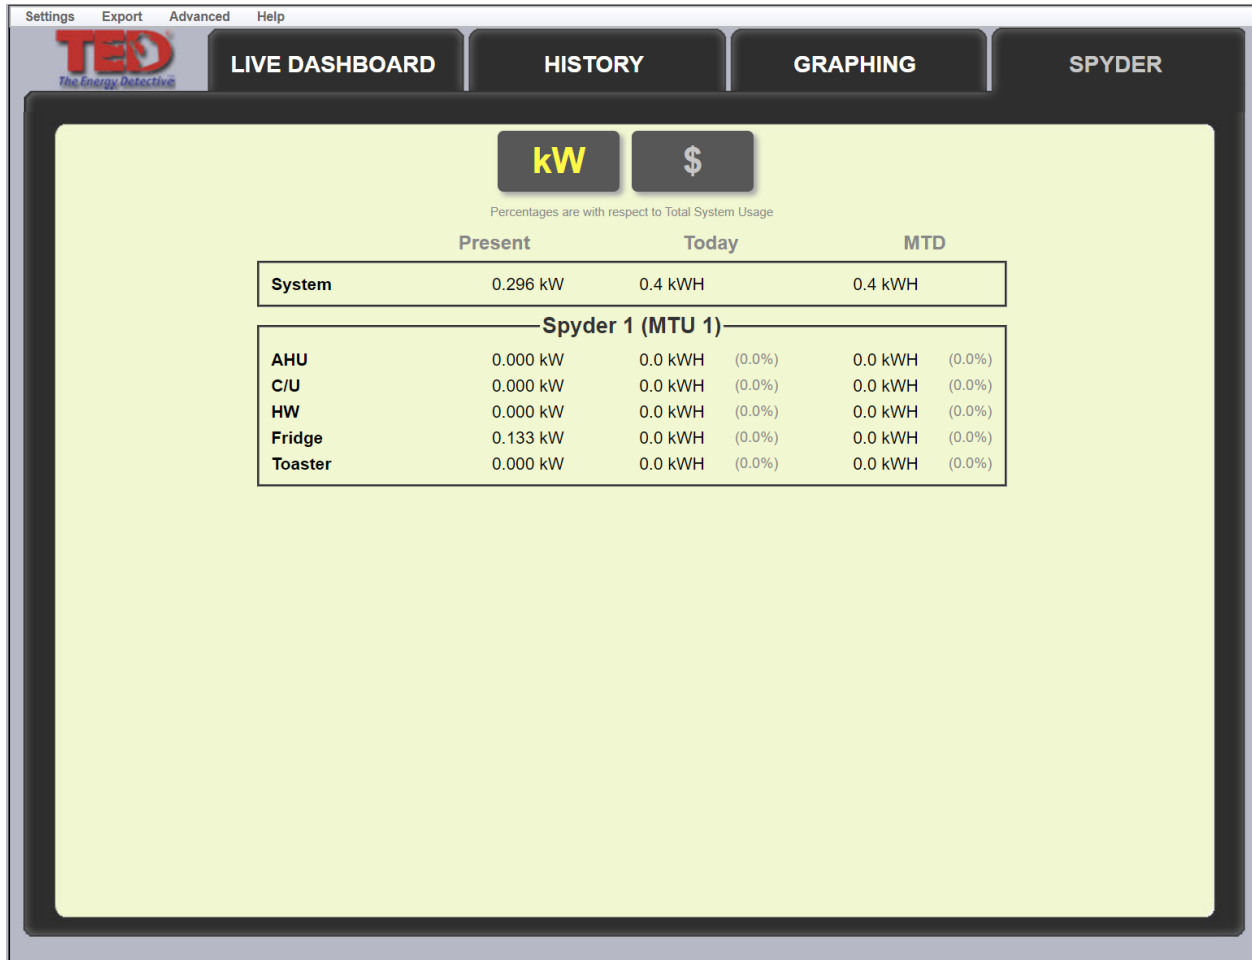 Settings Export Advanced Help
TED
The Energy Detective
LIVE DASHBOARD HISTORY GRAPHING SPYDER
kW $
Percentages are with respect to Total System Usage
Present Today MTD
System 0.296 kW 0.4 kWH 0.4 kWH
Spyder 1 (MTU 1)
AHU 0.000 kW 0.0 kWH (0.0%) 0.0 kWH (0.0%)
C/U 0.000 kW 0.0 kWH (0.0%) 0.0 kWH (0.0%)
HW 0.000 kW 0.0 kWH (0.0%) 0.0 kWH (0.0%)
Fridge 0.133 kW 0.0 kWH (0.0%) 0.0 kWH (0.0%)
Toaster 0.000 kW 0.0 kWH (0.0%) 0.0 kWH (0.0%)